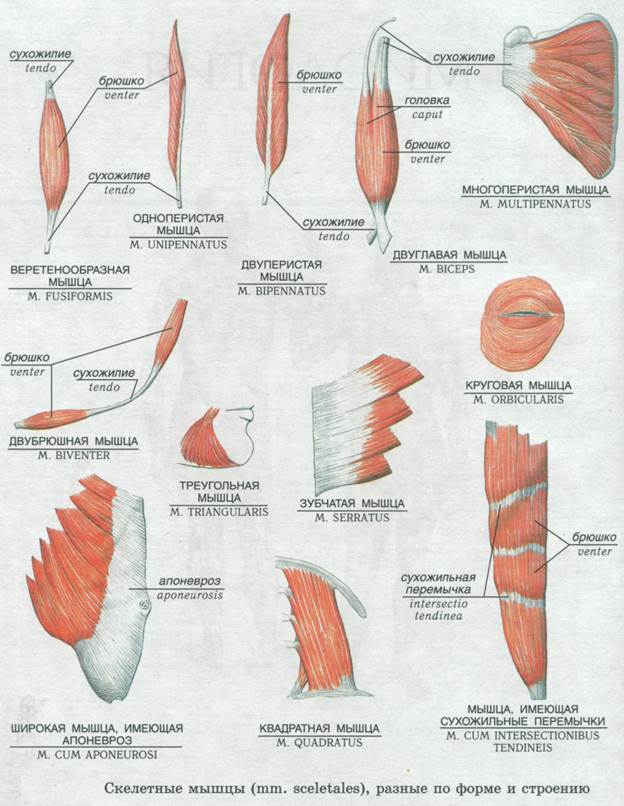 сухожилие
tendo
брюшко
venter
сухожилие
tendo
ВЕРЕТЕНООБРАЗНАЯ
МЫШЦА
M. FUSIFORMIS
ОДНОПЕРИСТАЯ
МЫШЦА
M. UNIPENNATUS
брюшко
venter
сухожилие
tendo
ДВУПЕРИСТАЯ
МЫШЦА
M. BIPENNATUS
сухожилие
tendo
головка
caput
брюшко
venter
ДВУГЛАВАЯ МЫШЦА
M. BICEPS
МНОГОПЕРИСТАЯ МЫШЦА
M. MULTIPENNATUS
брюшко
venter
сухожилие
tendo
ДВУБРЮШНАЯ МЫШЦА
M. BIVENTER
ТРЕУГОЛЬНАЯ
МЫШЦА
M. TRIANGULARIS
ЗУБЧАТАЯ МЫШЦА
M. SERRATUS
КРУГОВАЯ МЫШЦА
M. ORBICULARIS
апоневроз
aponeurosis
ШИРОКАЯ МЫШЦА, ИМЕЮЩАЯ
АПОНЕВРОЗ
M. CUM APONEUROSI
КВАДРАТНАЯ МЫШЦА
M. QUADRATUS
брюшко
venter
сухожильная
перемычка
intersectio
tendinea
МЫШЦА, ИМЕЮЩАЯ
СУХОЖИЛЬНЫЕ ПЕРЕМЫЧКИ
M. CUM INTERSECTIONIBUS
TENDINEIS
Скелетные мышцы (mm. sceletales), разные по форме и строению